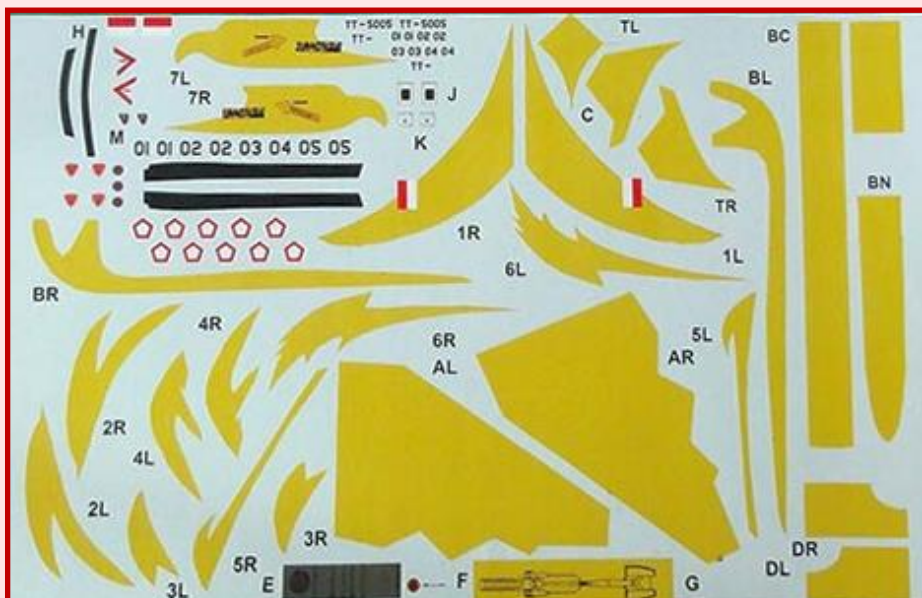 H
TT-5005 TT-5005
TT- 01 01 02 02
03 03 04 04
TT-
TL
BC
7L
7R
J
BL
C
M
K
01 01 02 02 03 04 05 05
BN
TR
1R
1L
6L
BR
4R
6R
5L
AR
AL
2R
4L
2L
3R
DR
5R
E
F
G
DL
3L